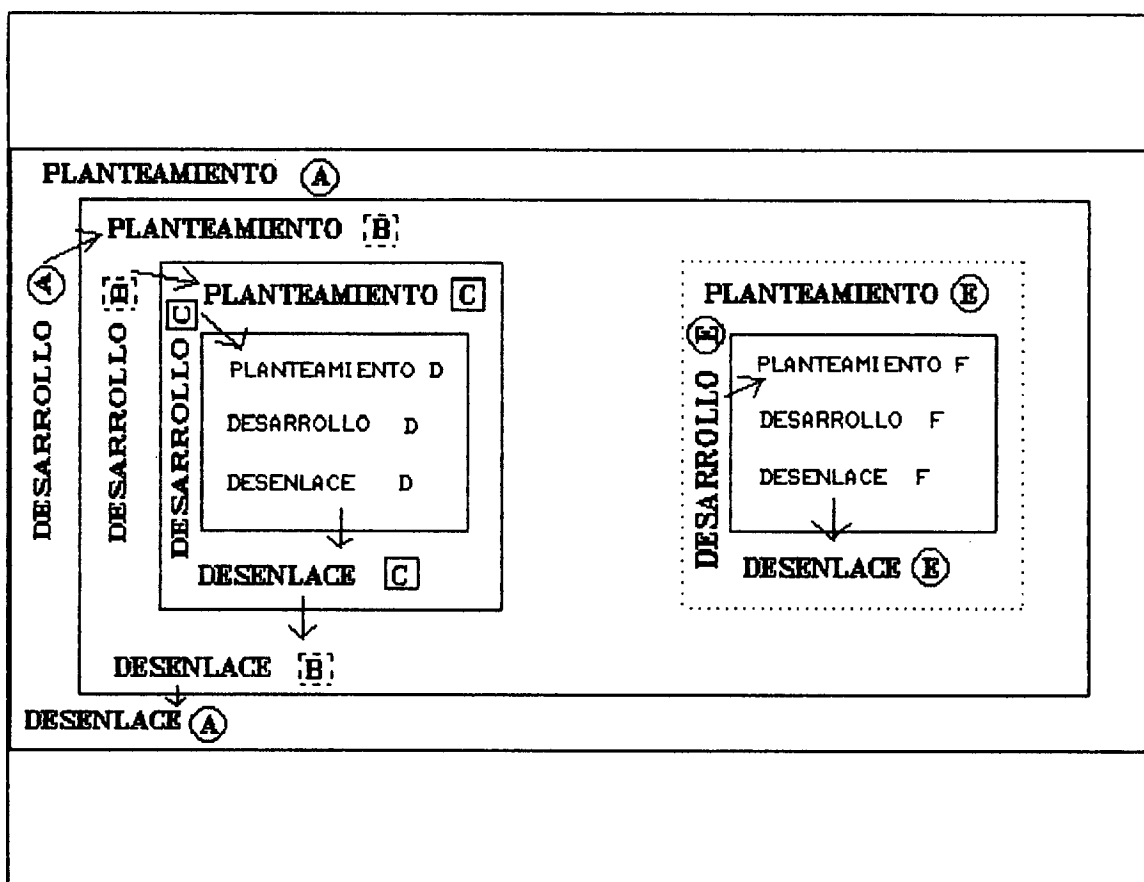 PLANTEAMIENTO A
PLANTEAMIENTO B
DESARROLLO A
DESARROLLO B
PLANTEAMIENTO C
DESARROLLO C
PLANTEAMIENTO D
DESARROLLO D
DESENLACE D
DESENLACE C
DESENLACE B
DESENLACE A
PLANTEAMIENTO E
DESARROLLO E
PLANTEAMIENTO F
DESARROLLO F
DESENLACE F
DESENLACE E